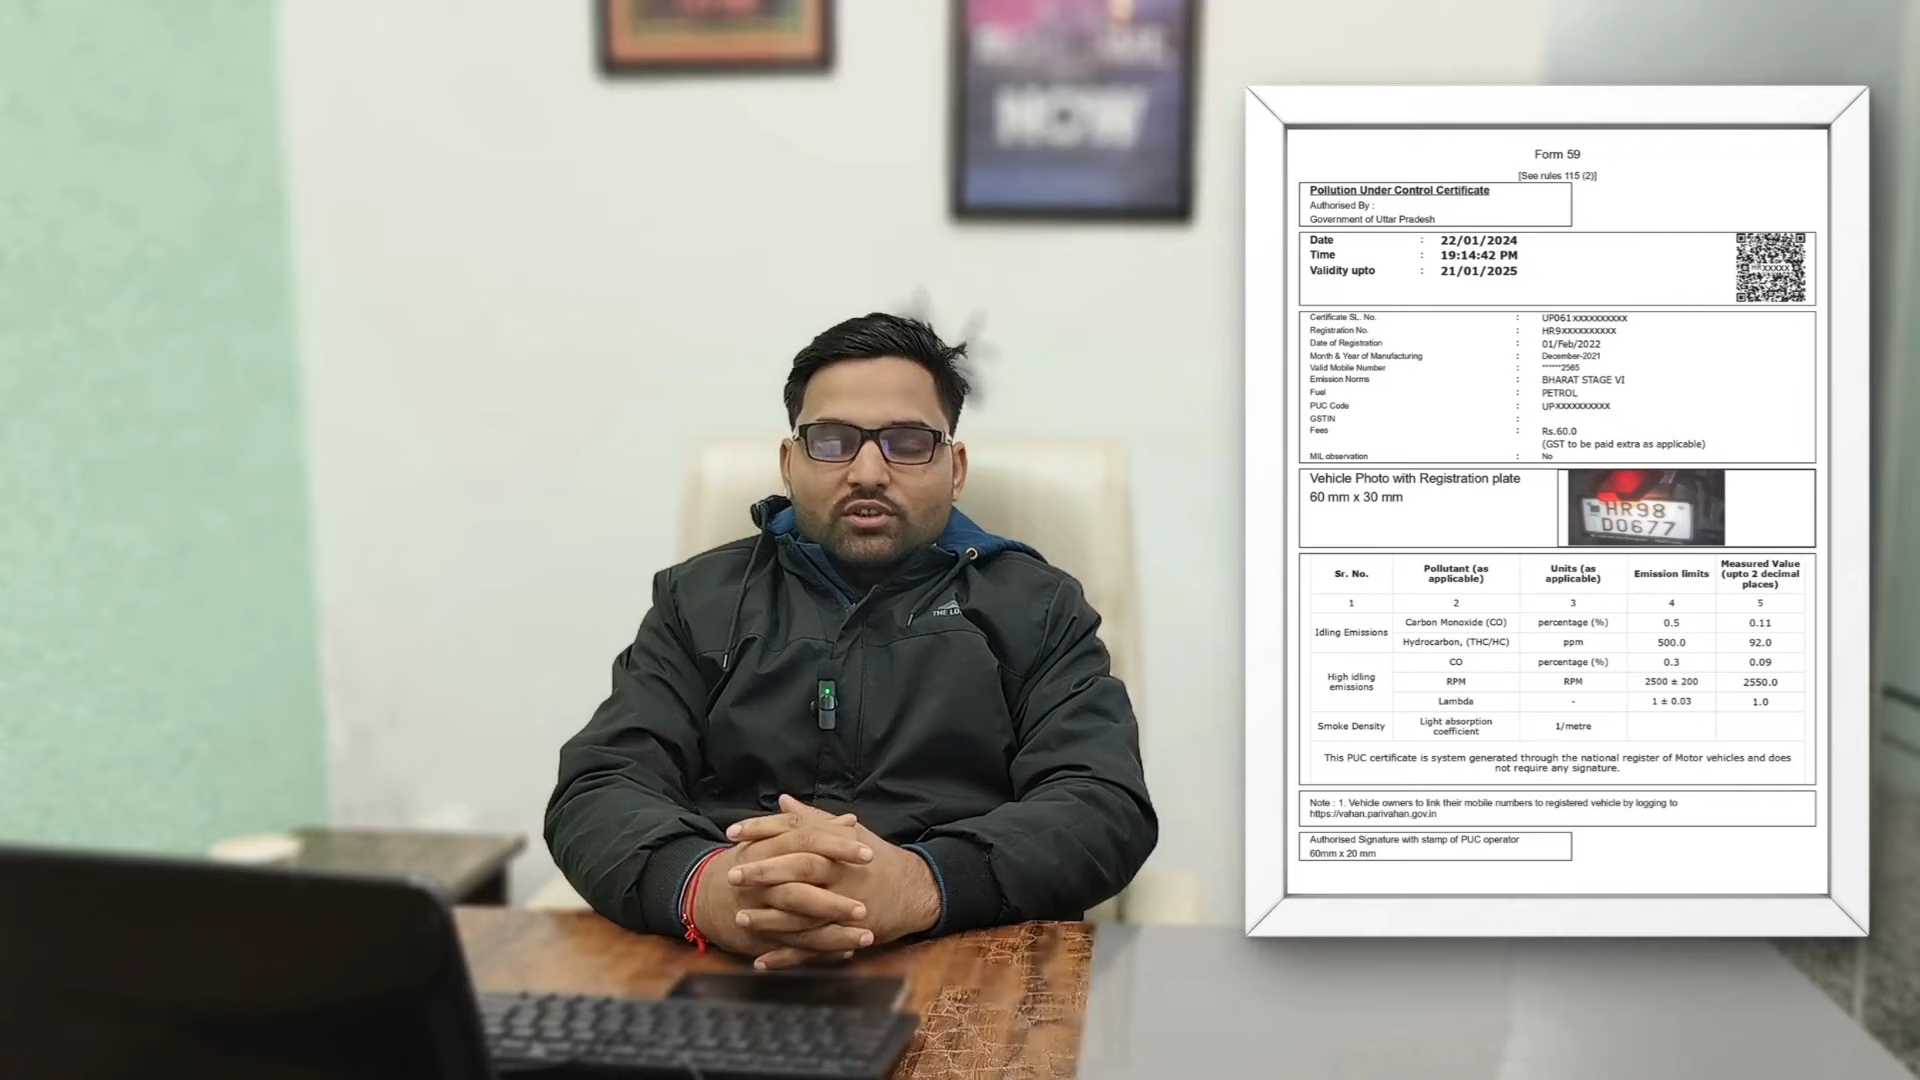 NOW
THE
Form 59
[See rules 115 (2)]
Pollution Under Control Certificate
Authorised By :
Government of Uttar Pradesh
Date : 22/01/2024
Time : 19:14:42 PM
Validity upto : 21/01/2025
Certificate SL. No. : UP061xxxxxxxxxx
Registration No. : HR9xxxxxxxxxx
Date of Registration : 01/Feb/2022
Month & Year of Manufacturing : December-2021
Valid Mobile Number : ******2565
Emission Norms : BHARAT STAGE VI
Fuel : PETROL
PUC Code : UPxxxxxxxxxx
GSTIN :
Fees : Rs.60.0
(GST to be paid extra as applicable)
MIL observation : No
Vehicle Photo with Registration plate
60 mm x 30 mm
HR98
DO677
Sr. No. Pollutant (as applicable) Units (as applicable) Emission limits Measured Value (upto 2 decimal places)
1 2 3 4 5
Idling Emissions Carbon Monoxide (CO) percentage (%) 0.5 0.11
Hydrocarbon, (THC/HC) ppm 500.0 92.0
High idling emissions CO percentage (%) 0.3 0.09
RPM RPM 2500 ± 200 2550.0
Lambda - 1 ± 0.03 1.0
Smoke Density Light absorption coefficient 1/metre
This PUC certificate is system generated through the national register of Motor vehicles and does
not require any signature.
Note : 1. Vehicle owners to link their mobile numbers to registered vehicle by logging to
https://vahan.parivahan.gov.in
Authorised Signature with stamp of PUC operator
60mm x 20 mm